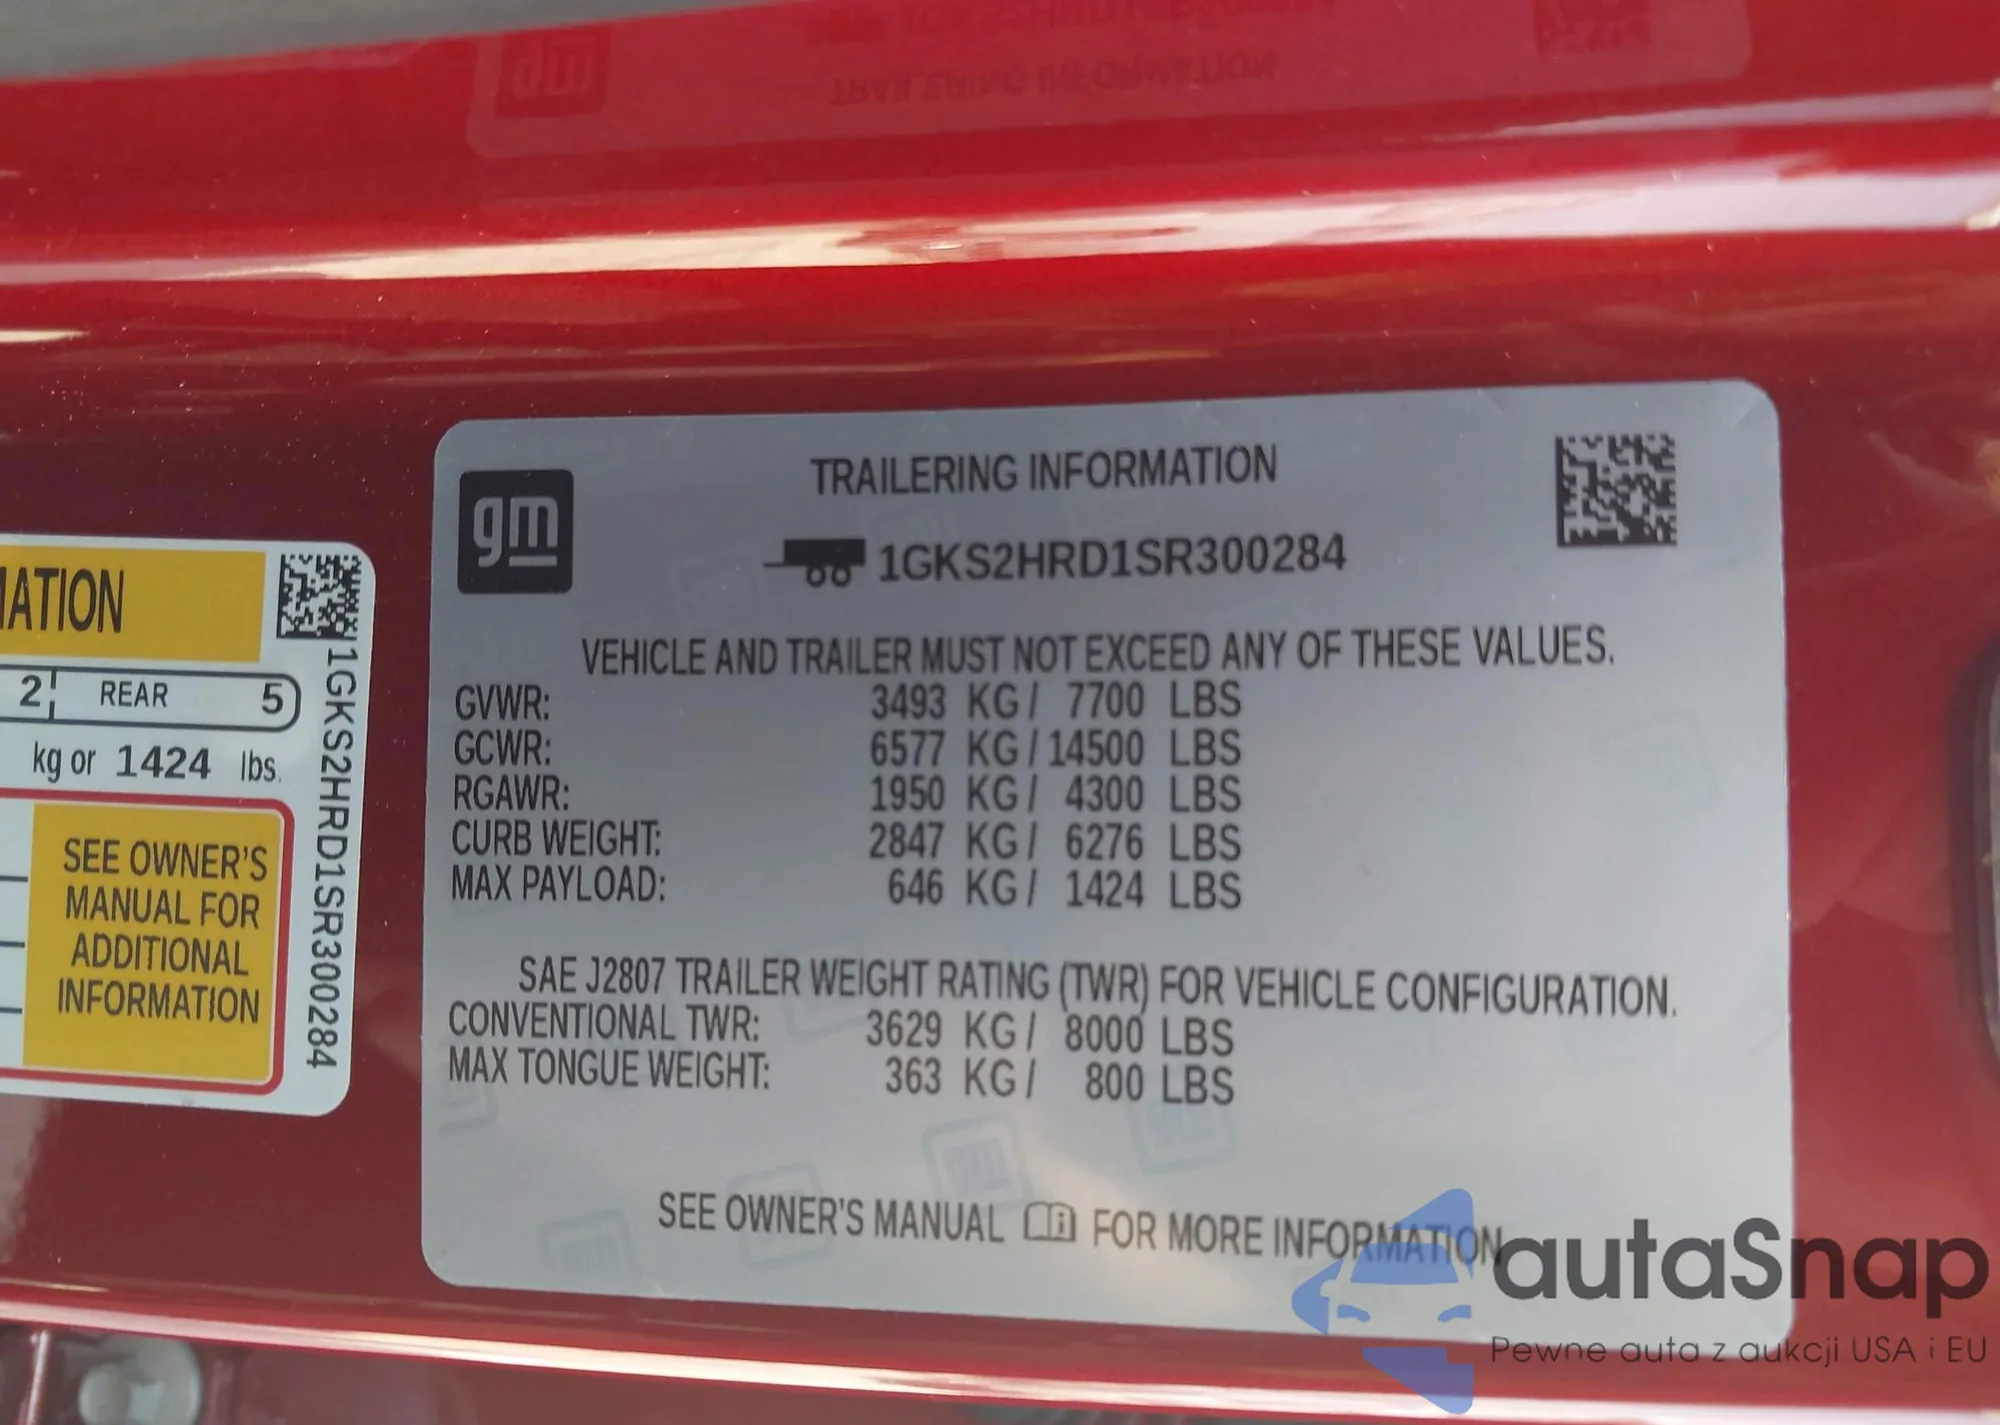 gm
TRAILERING INFORMATION
1GKS2HRD1SR300284
VEHICLE AND TRAILER MUST NOT EXCEED ANY OF THESE VALUES.
GVWR: 3493 KG / 7700 LBS
GCWR: 6577 KG / 14500 LBS
RGAWR: 1950 KG / 4300 LBS
CURB WEIGHT: 2847 KG / 6276 LBS
MAX PAYLOAD: 646 KG / 1424 LBS
SAE J2807 TRAILER WEIGHT RATING (TWR) FOR VEHICLE CONFIGURATION.
CONVENTIONAL TWR: 3629 KG / 8000 LBS
MAX TONGUE WEIGHT: 363 KG / 800 LBS
SEE OWNER'S MANUAL FOR MORE INFORMATION
MATION
2 REAR 5
kg or 1424 lbs.
SEE OWNER'S
MANUAL FOR
ADDITIONAL
INFORMATION
1GKS2HRD1SR300284
autaSnap
Pewne auta z aukcji USA i EU